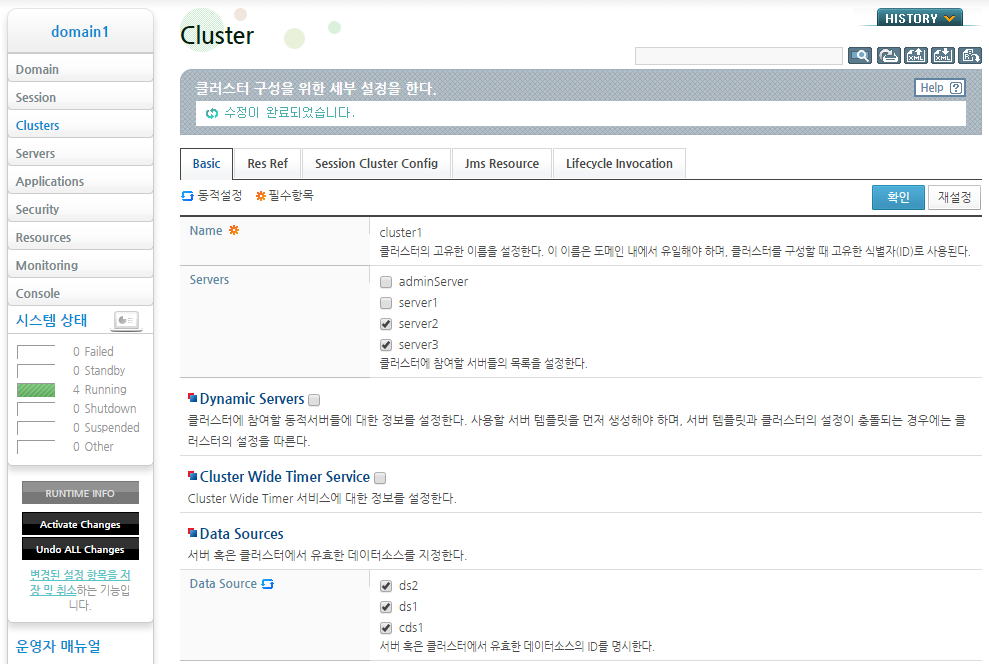 domain1
Domain
Session
Clusters
Servers
Applications
Security
Resources
Monitoring
Console
시스템 상태
0 Failed
0 Standby
4 Running
0 Shutdown
0 Suspended
0 Other
RUNTIME INFO
Activate Changes
Undo ALL Changes
변경된 설정 항목을 저
장 및 취소하는 기능입
니다.
운영자 매뉴얼
HISTORY
Cluster
XML
XML
클러스터 구성을 위한 세부 설정을 한다.
Help ?
수정이 완료되었습니다.
Basic
Res Ref
Session Cluster Config
Jms Resource
Lifecycle Invocation
동적설정 필수항목
확인 재설정
Name
cluster1
클러스터의 고유한 이름을 설정한다. 이 이름은 도메인 내에서 유일해야 하며, 클러스터를 구성할 때 고유한 식별자(ID)로 사용된다.
Servers
adminServer
server1
server2
server3
클러스터에 참여할 서버들의 목록을 설정한다.
Dynamic Servers
클러스터에 참여할 동적서버들에 대한 정보를 설정한다. 사용할 서버 템플릿을 먼저 생성해야 하며, 서버 템플릿과 클러스터의 설정이 충돌되는 경우에는 클
러스터의 설정을 따른다.
Cluster Wide Timer Service
Cluster Wide Timer 서비스에 대한 정보를 설정한다.
Data Sources
서버 혹은 클러스터에서 유효한 데이터소스를 지정한다.
Data Source
ds2
ds1
cds1
서버 혹은 클러스터에서 유효한 데이터소스의 ID를 명시한다.